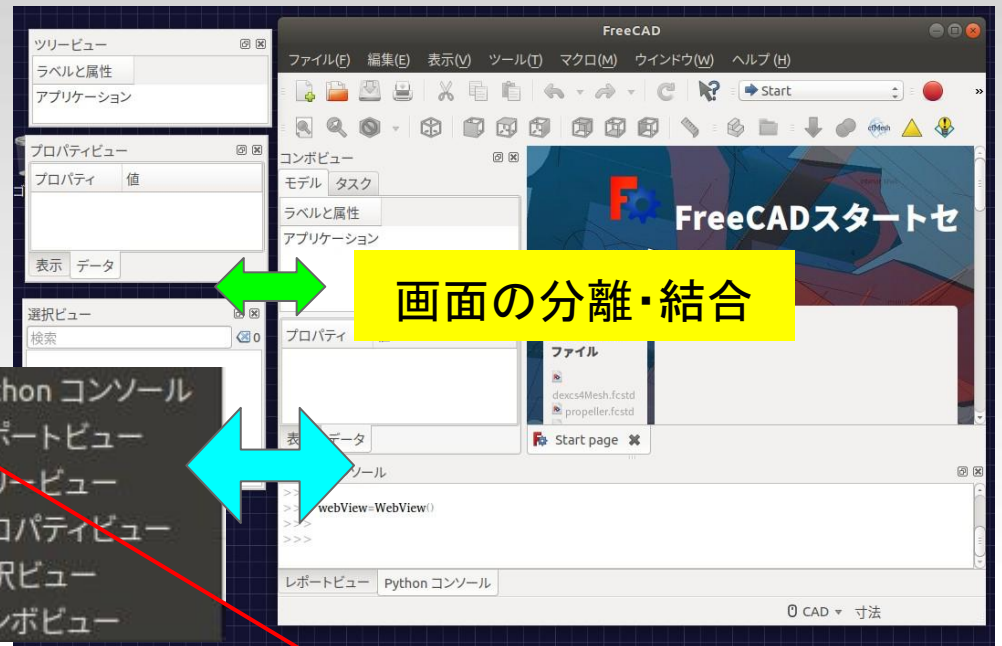 ツリービュー
ラベルと属性
アプリケーション
プロパティビュー
プロパティ 値
表示 データ
選択ビュー
検索
0
thon コンソール
ポートビュー
リービュー
ロパティビュー
択ビュー
ンボビュー
FreeCAD
ファイル(F) 編集(E) 表示(V) ツール(T) マクロ(M) ウインドウ(W) ヘルプ(H)
Start
»
cfMesh
コンボビュー
モデル タスク
ラベルと属性
アプリケーション
FreeCADスタートセ
画面の分離・結合
プロパティ
ファイル
dexcs4Mesh.fcstd
propeller.fcstd
データ
Start page
ソール
webView=WebView()
>>>
>>>
レポートビュー Python コンソール
CAD 寸法